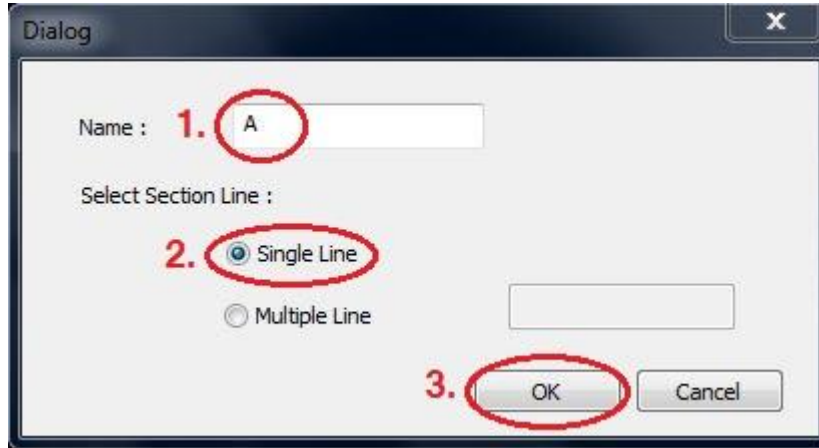 Dialog
x
Name : 1. A
Select Section Line :
2. Single Line
Multiple Line
3. OK Cancel